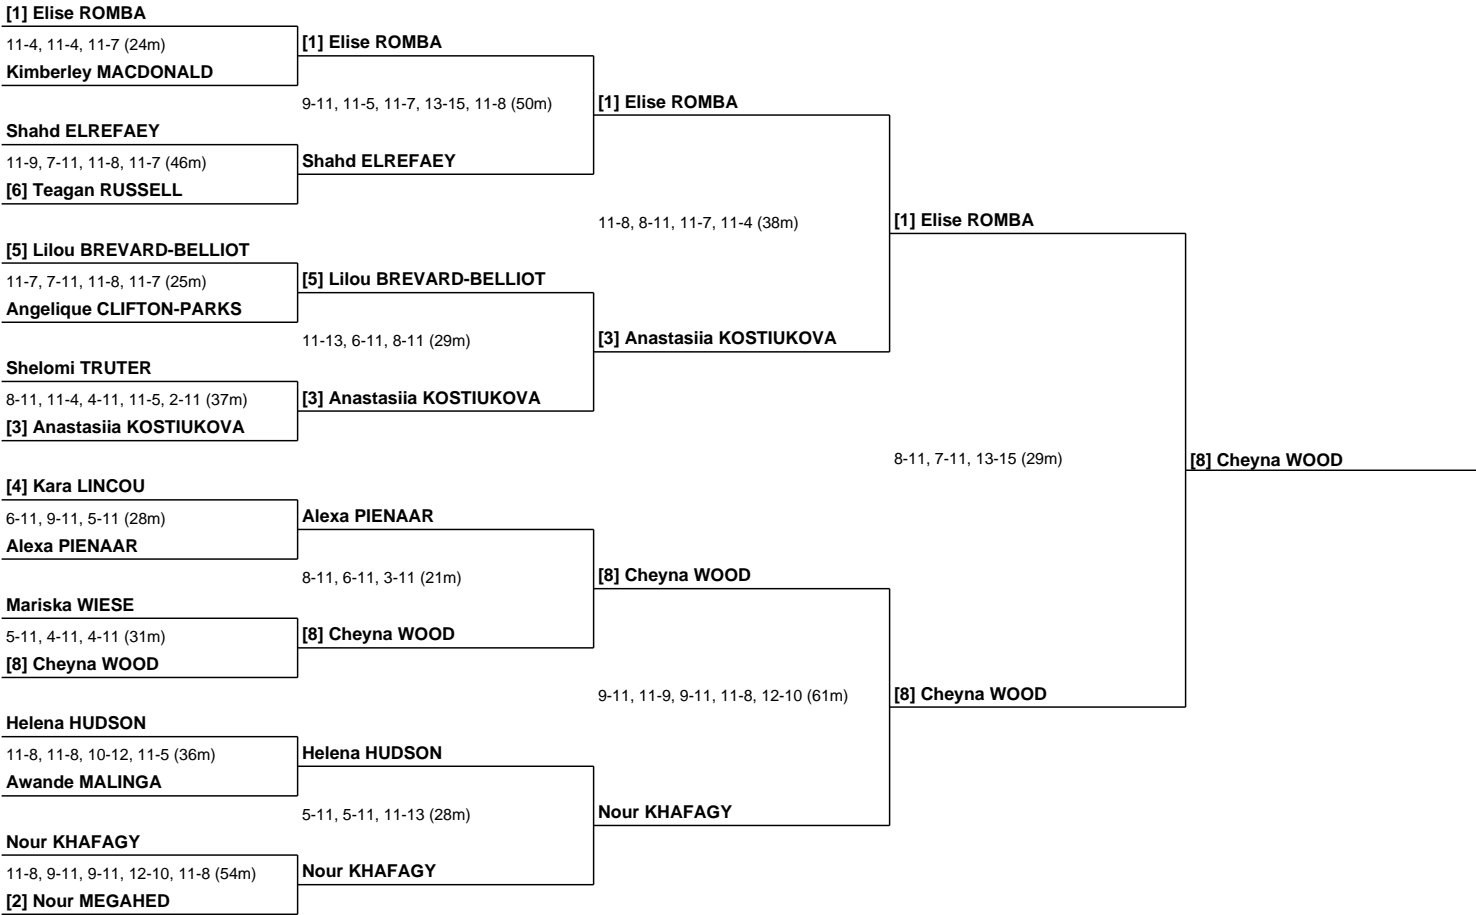 [1] Elise ROMBA
11-4, 11-4, 11-7 (24m)
Kimberley MACDONALD
Shahd ELREFAEY
11-9, 7-11, 11-8, 11-7 (46m)
[6] Teagan RUSSELL
[5] Lilou BREVARD-BELLIOT
11-7, 7-11, 11-8, 11-7 (25m)
Angelique CLIFTON-PARKS
Shelomi TRUTER
8-11, 11-4, 4-11, 11-5, 2-11 (37m)
[3] Anastasiia KOSTIUKOVA
[4] Kara LINCOU
6-11, 9-11, 5-11 (28m)
Alexa PIENAAR
Mariska WIESE
5-11, 4-11, 4-11 (31m)
[8] Cheyna WOOD
Helena HUDSON
11-8, 11-8, 10-12, 11-5 (36m)
Awande MALINGA
Nour KHAFAGY
11-8, 9-11, 9-11, 12-10, 11-8 (54m)
[2] Nour MEGAHED
[1] Elise ROMBA
9-11, 11-5, 11-7, 13-15, 11-8 (50m)
Shahd ELREFAEY
[5] Lilou BREVARD-BELLIOT
11-13, 6-11, 8-11 (29m)
[3] Anastasiia KOSTIUKOVA
Alexa PIENAAR
8-11, 6-11, 3-11 (21m)
[8] Cheyna WOOD
Helena HUDSON
5-11, 5-11, 11-13 (28m)
Nour KHAFAGY
[1] Elise ROMBA
11-8, 8-11, 11-7, 11-4 (38m)
[3] Anastasiia KOSTIUKOVA
[8] Cheyna WOOD
9-11, 11-9, 9-11, 11-8, 12-10 (61m)
Nour KHAFAGY
[1] Elise ROMBA
8-11, 7-11, 13-15 (29m)
[8] Cheyna WOOD
[8] Cheyna WOOD